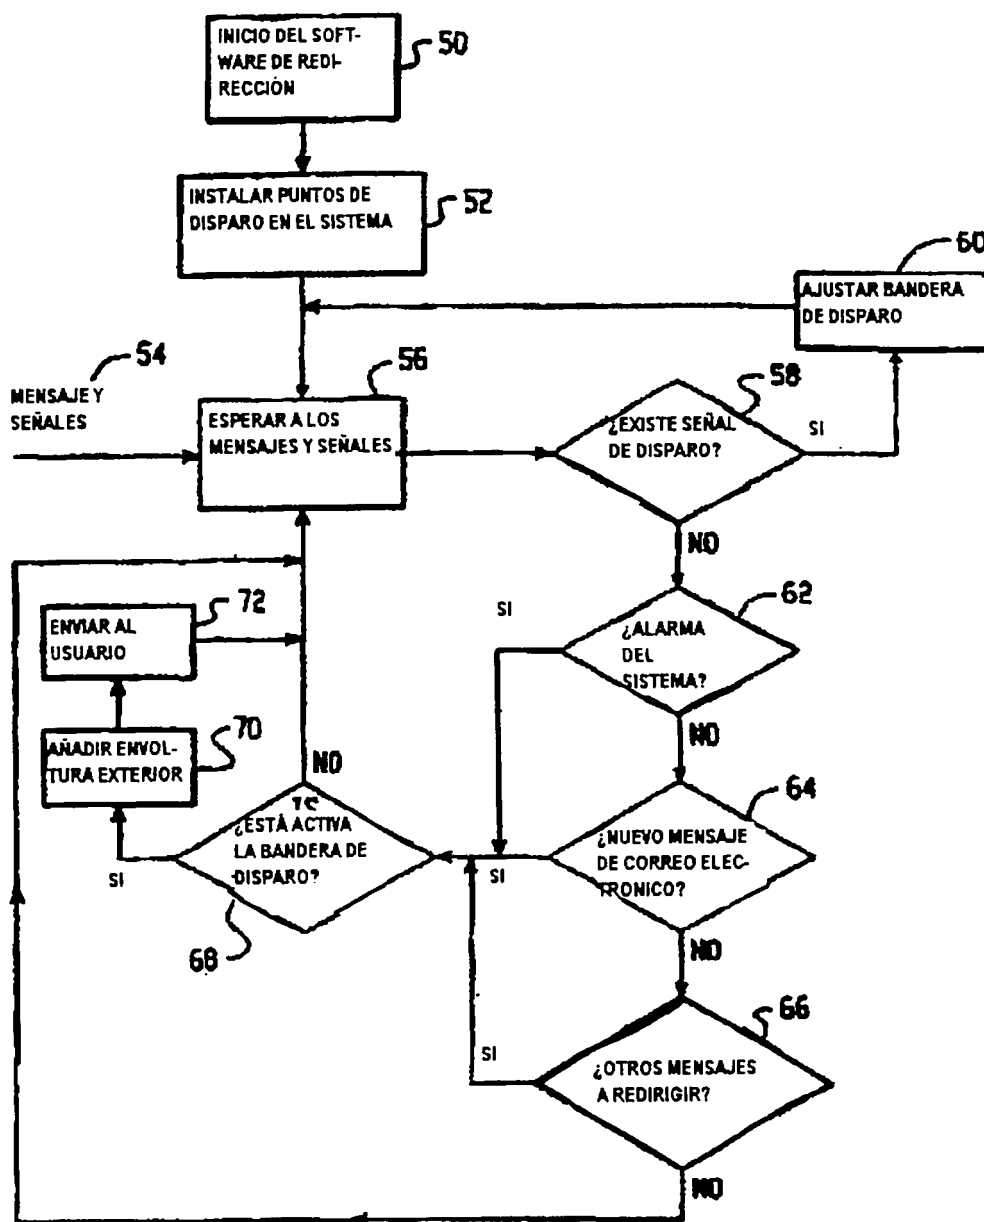 INICIO DEL SOFT-
WARE DE REDI-
RECCIÓN
50
INSTALAR PUNTOS DE
DISPARO EN EL SISTEMA
52
60
AJUSTAR BANDERA
DE DISPARO
54
MENSAJE Y
SEÑALES
56
ESPERAR A LOS
MENSAJES Y SEÑALES
58
¿EXISTE SEÑAL
DE DISPARO?
SI
NO
62
¿ALARMA
DEL
SISTEMA?
SI
NO
72
ENVIAR AL
USUARIO
70
AÑADIR ENVOL-
TURA EXTERIOR
NO
64
¿NUEVO MENSAJE
DE CORREO ELEC-
TRONICO?
SI
NO
IS
¿ESTÁ ACTIVA
LA BANDERA DE
DISPARO?
SI
68
66
¿OTROS MENSAJES
A REDIRIGIR?
SI
NO